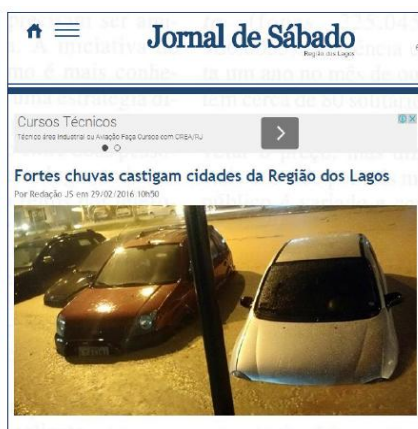 Jornal de Sábado
Região dos Lagos
Cursos Técnicos
Técnico área Industrial ou Aviação Faça Cursos com CREA/RJ
Fortes chuvas castigam cidades da Região dos Lagos
Por Redação JS em 29/02/2016 10h50